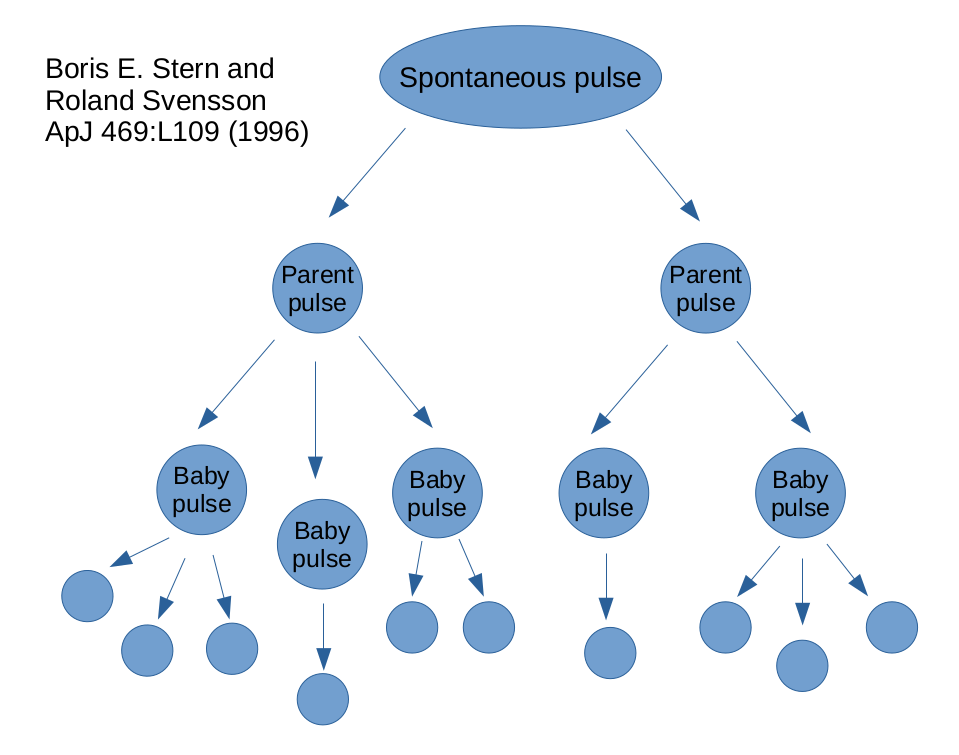 Boris E. Stern and
Roland Svensson
ApJ 469:L109 (1996)
Spontaneous pulse
Parent
pulse
Parent
pulse
Baby
pulse
Baby
pulse
Baby
pulse
Baby
pulse
Baby
pulse